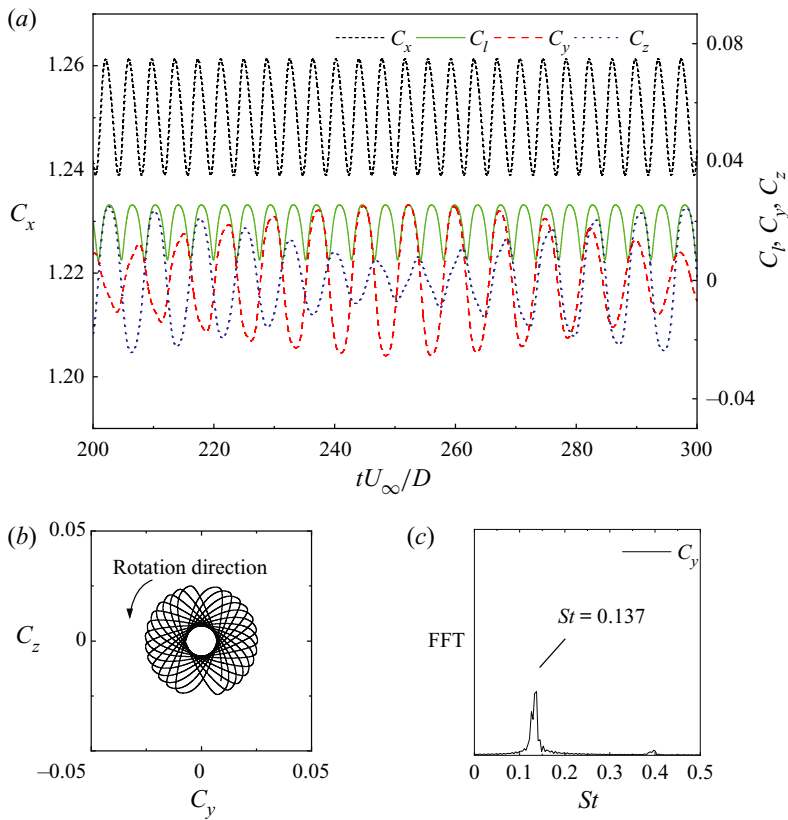 (a)
C_x C_l C_y C_z
1.26
1.24
1.22
1.20
C_x
0.08
0.04
0
–0.04
C_l, C_y, C_z
200 220 240 260 280 300
tU_∞/D
(b)
0.05
Rotation direction
C_z
0
–0.05 0 0.05
C_y
(c)
C_y
St = 0.137
FFT
0 0.1 0.2 0.3 0.4 0.5
St